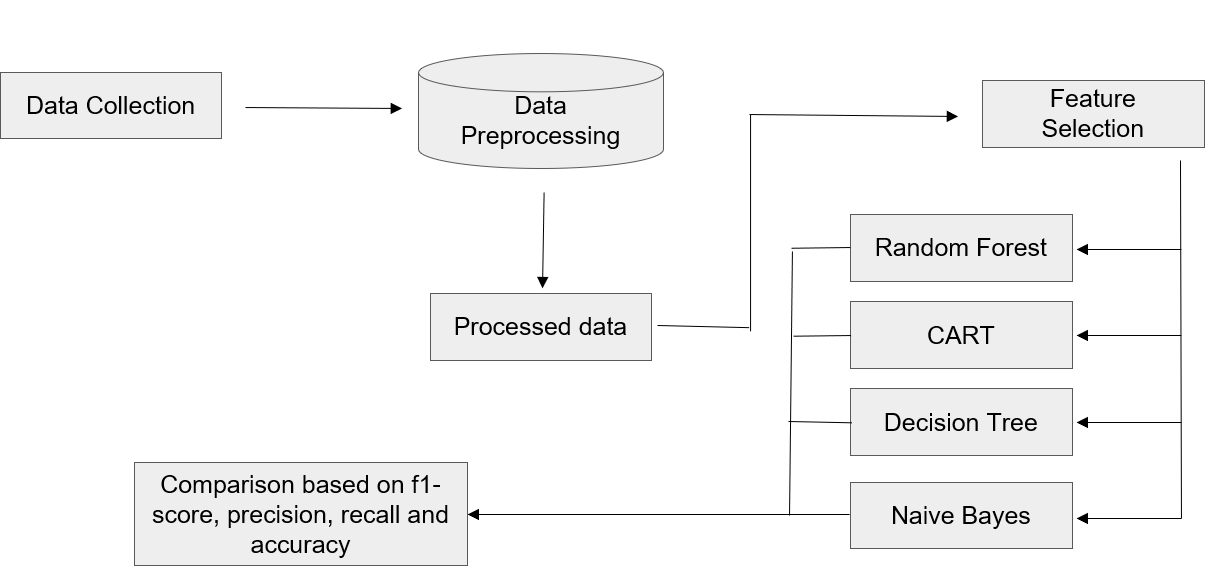 Data Collection
Data
Preprocessing
Feature
Selection
Random Forest
Processed data
CART
Decision Tree
Comparison based on f1-
score, precision, recall and
accuracy
Naive Bayes